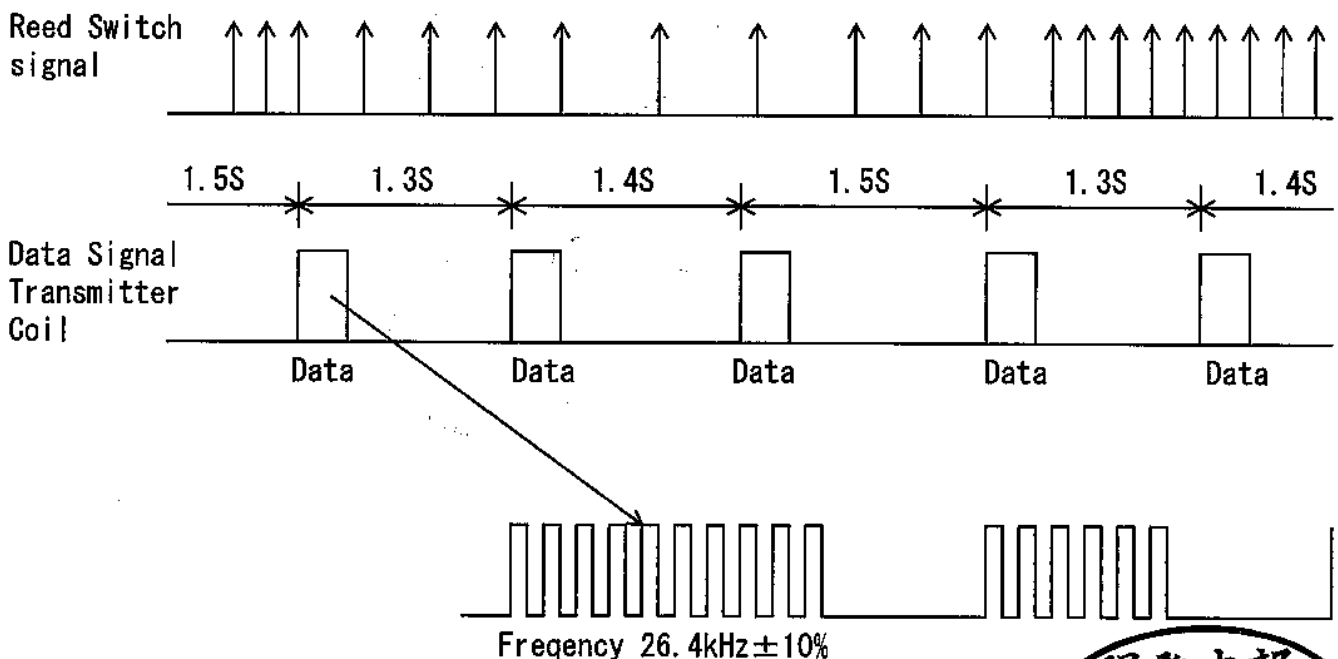 Reed Switch
signal
1.5S 1.3S 1.4S 1.5S 1.3S 1.4S
Data Signal
Transmitter
Coil
Data Data Data Data Data
Freqency 26.4kHz±10%